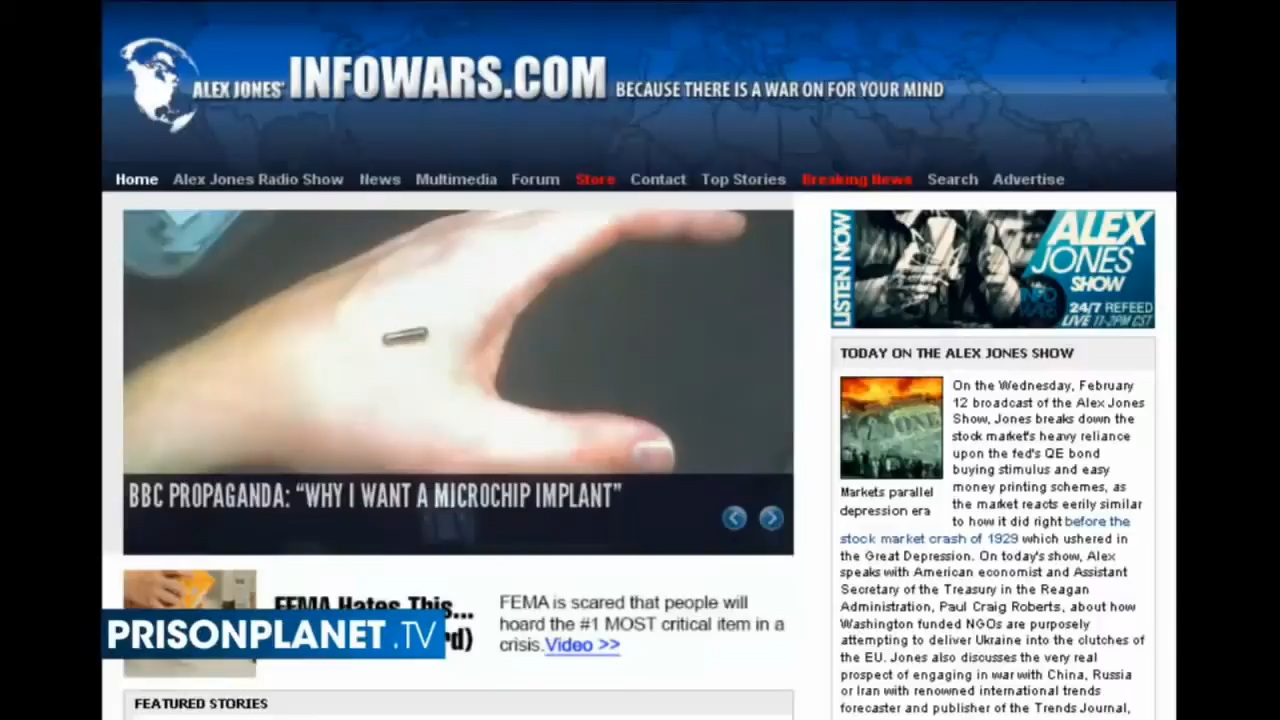 ALEX JONES' INFOWARS.COM BECAUSE THERE IS A WAR ON FOR YOUR MIND
Home Alex Jones Radio Show News Multimedia Forum Store Contact Top Stories Breaking News Search Advertise
BBC PROPAGANDA: “WHY I WANT A MICROCHIP IMPLANT”
FEMA Hates This...
rd)
FEMA is scared that people will
hoard the #1 MOST critical item in a
crisis.Video >>
PRISONPLANET.TV
FEATURED STORIES
LISTEN NOW
ALEX
JONES
SHOW
INFO
WARS
24/7 REFEED
LIVE 11-3PM CST
TODAY ON THE ALEX JONES SHOW
On the Wednesday, February
12 broadcast of the Alex Jones
Show, Jones breaks down the
stock market's heavy reliance
upon the fed's QE bond
buying stimulus and easy
money printing schemes, as
the market reacts eerily similar
to how it did right before the
Markets parallel
depression era
stock market crash of 1929 which ushered in
the Great Depression. On today's show, Alex
speaks with American economist and Assistant
Secretary of the Treasury in the Reagan
Administration, Paul Craig Roberts, about how
Washington funded NGOs are purposely
attempting to deliver Ukraine into the clutches of
the EU. Jones also discusses the very real
prospect of engaging in war with China, Russia
or Iran with renowned international trends
forecaster and publisher of the Trends Journal,